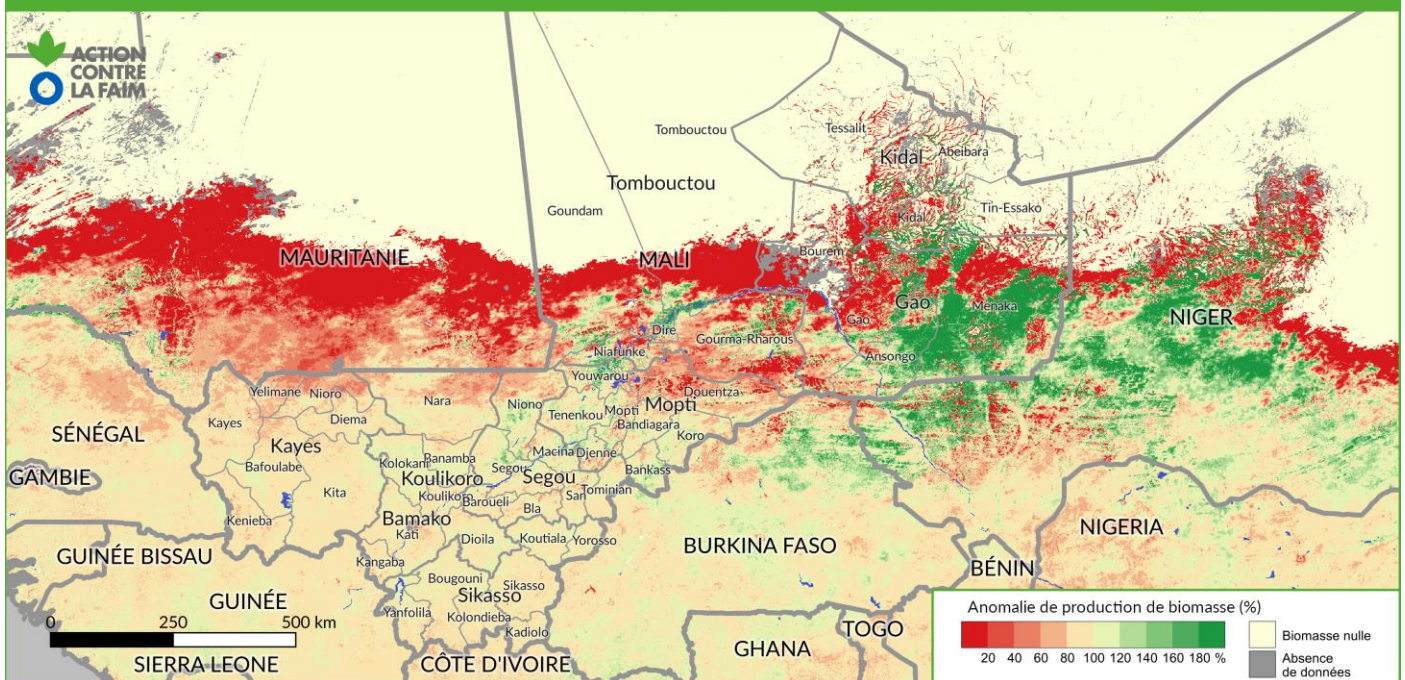 ACTION
CONTRE
LA FAIM
Tombouctou
Tessalit
Kidal
Abeibara
Tombouctou
Goundam
Kidal
Tin-Essako
MAURITANIE
MALI
Bourem
Gao
Gao
Menaka
NIGER
Dire
Gourma-Rharous
Niafunke
Ansongo
Youwarou
Douentza
Yelimane
Nioro
Nara
Niono
Mopti
Mopti
Tenenkou
Bandiagara
Koro
Kayes
Diema
SÉNÉGAL
Kayes
Macina
Djenne
Bankass
Banamba
Kolokani
Segou
Bafoulabe
GAMBIE
Koulikoro
Segou
Kita
Koulikoro
Baroueli
San
Tominian
Bla
Kenieba
Bamako
Kati
NIGERIA
Dioila
Koutiala
Yorosso
BURKINA FASO
GUINÉE BISSAU
Kangaba
BÉNIN
Bougouni
Sikasso
Sikasso
GUINÉE
Yanfolila
Kolondieba
Kadiolo
0 250 500 km
TOGO
GHANA
SIERRA LEONE
CÔTE D'IVOIRE
Anomalie de production de biomasse (%)
20 40 60 80 100 120 140 160 180 %
Biomasse nulle
Absence
de données